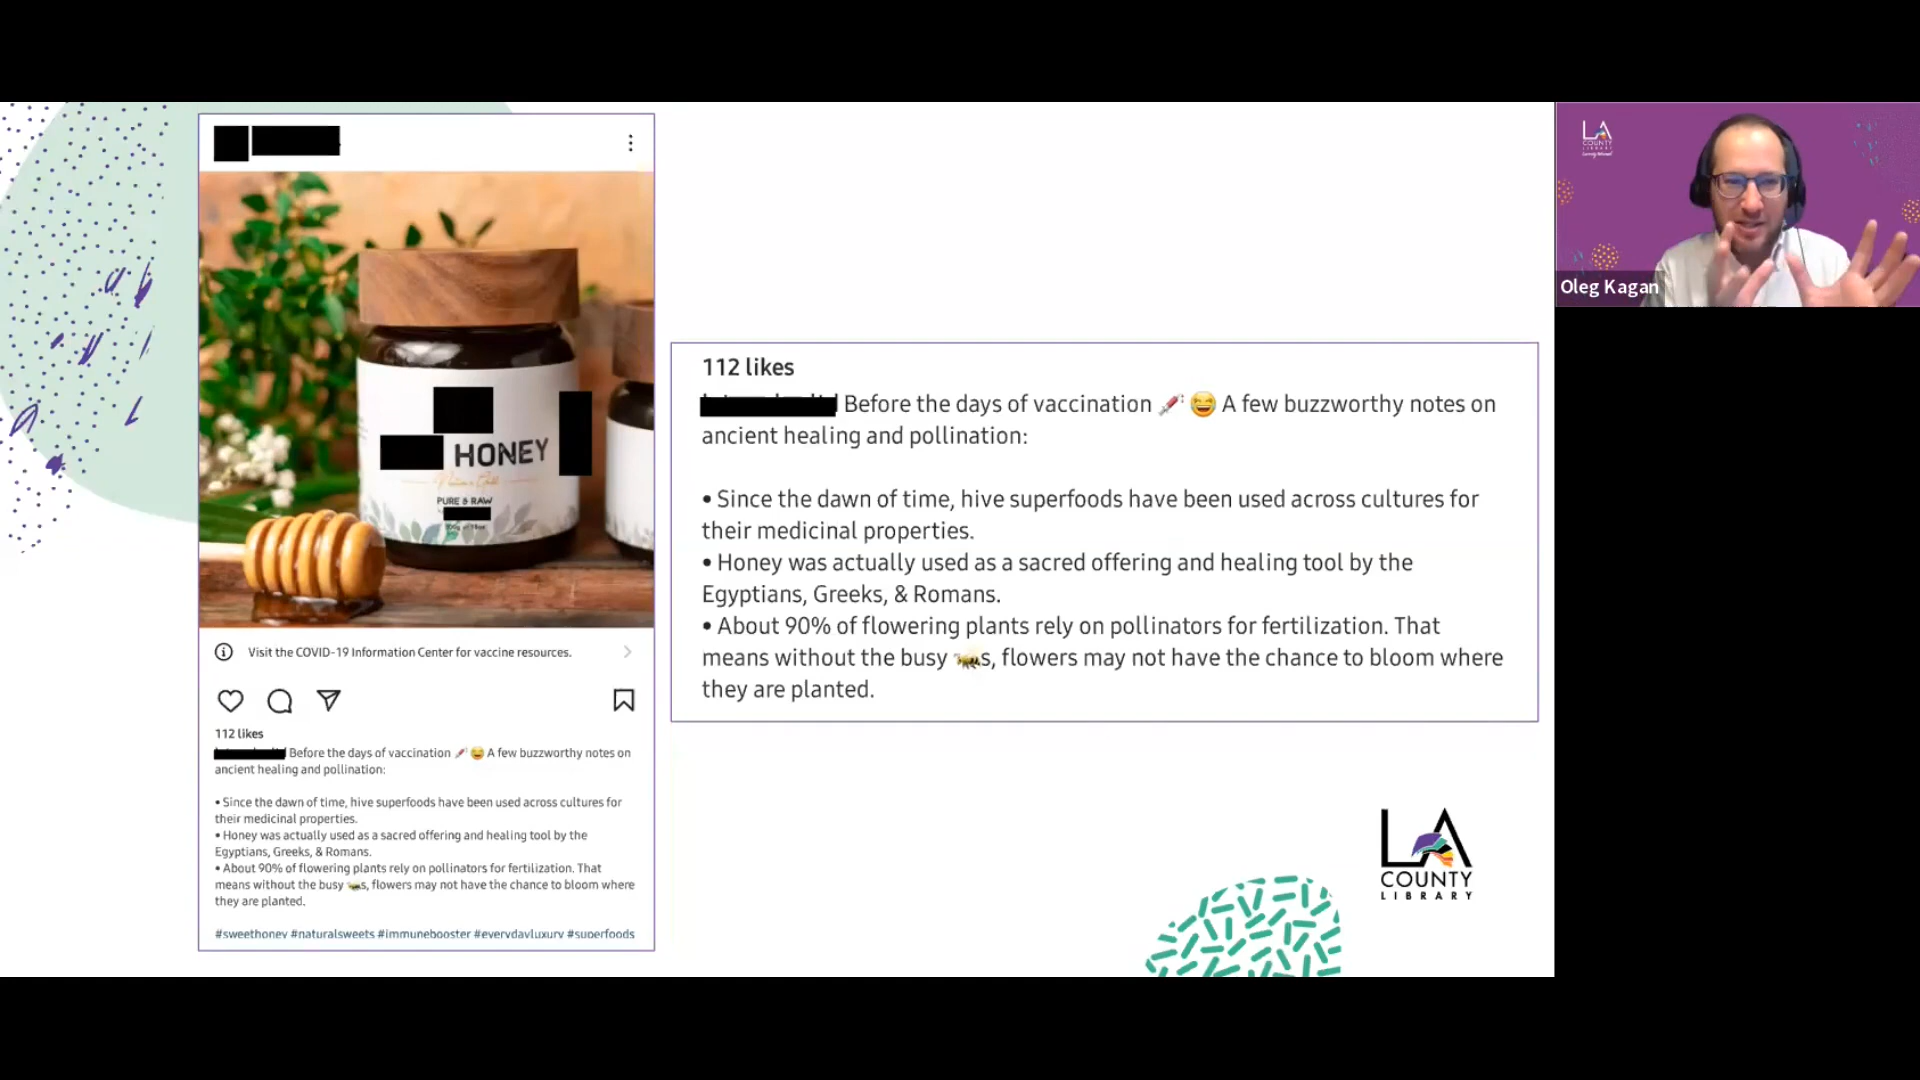 HONEY
PURE & RAW
Visit the COVID-19 Information Center for vaccine resources.
112 likes
Before the days of vaccination 💉 😆 A few buzzworthy notes on
ancient healing and pollination:
• Since the dawn of time, hive superfoods have been used across cultures for
their medicinal properties.
• Honey was actually used as a sacred offering and healing tool by the
Egyptians, Greeks, & Romans.
• About 90% of flowering plants rely on pollinators for fertilization. That
means without the busy 🐝s, flowers may not have the chance to bloom where
they are planted.
#sweethoney #naturalsweets #immunebooster #everydayluxury #superfoods
112 likes
Before the days of vaccination 💉 😆 A few buzzworthy notes on
ancient healing and pollination:
• Since the dawn of time, hive superfoods have been used across cultures for
their medicinal properties.
• Honey was actually used as a sacred offering and healing tool by the
Egyptians, Greeks, & Romans.
• About 90% of flowering plants rely on pollinators for fertilization. That
means without the busy 🐝s, flowers may not have the chance to bloom where
they are planted.
LA
COUNTY
LIBRARY
LA
COUNTY
LIBRARY
Oleg Kagan